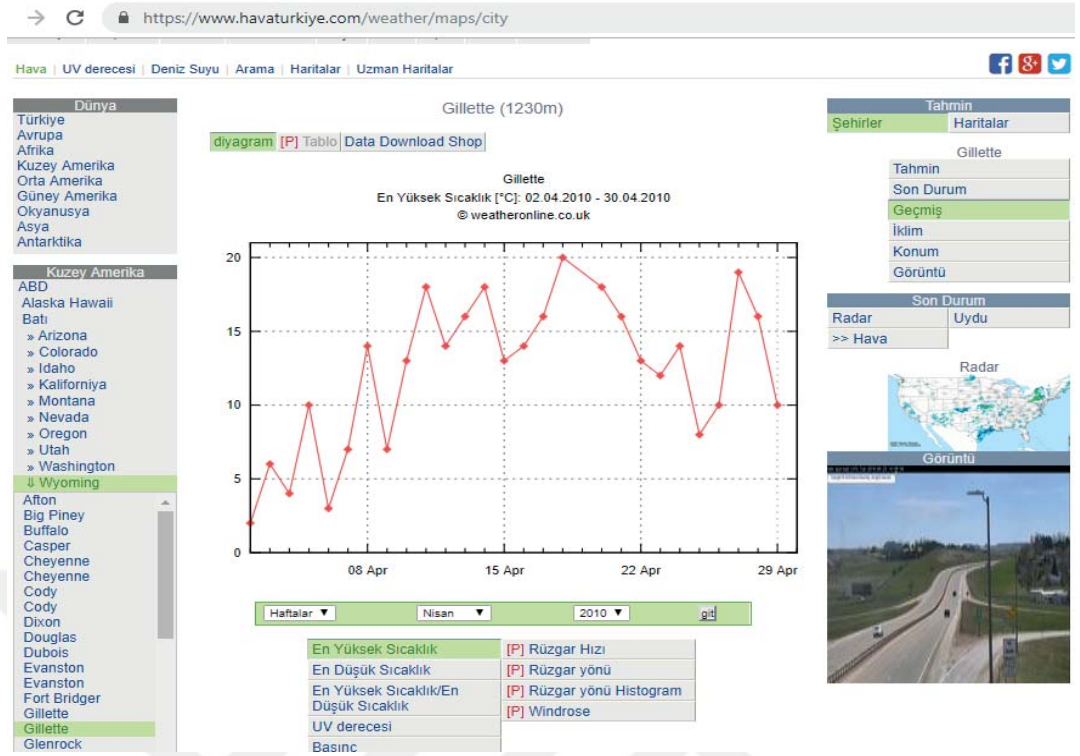 https://www.havaturkiye.com/weather/maps/city
Hava | UV derecesi | Deniz Suyu | Arama | Haritalar | Uzman Haritalar
Dünya
Türkiye
Avrupa
Afrika
Kuzey Amerika
Orta Amerika
Güney Amerika
Okyanusya
Asya
Antarktika
Kuzey Amerika
ABD
Alaska Hawaii
Batı
» Arizona
» Colorado
» Idaho
» Kaliforniya
» Montana
» Nevada
» Oregon
» Utah
» Washington
⇓ Wyoming
Afton
Big Piney
Buffalo
Casper
Cheyenne
Cheyenne
Cody
Cody
Dixon
Douglas
Dubois
Evanston
Evanston
Fort Bridger
Gillette
Gillette
Glenrock
Gillette (1230m)
diyagram [P] Tablo Data Download Shop
Gillette
En Yüksek Sıcaklık [°C]: 02.04.2010 - 30.04.2010
© weatheronline.co.uk
20
15
10
5
0
08 Apr 15 Apr 22 Apr 29 Apr
Haftalar ▼ Nisan ▼ 2010 ▼ git
En Yüksek Sıcaklık [P] Rüzgar Hızı
En Düşük Sıcaklık [P] Rüzgar yönü
En Yüksek Sıcaklık/En [P] Rüzgar yönü Histogram
Düşük Sıcaklık [P] Windrose
UV derecesi
Basınç
Tahmin
Şehirler Haritalar
Gillette
Tahmin
Son Durum
Geçmiş
İklim
Konum
Görüntü
Son Durum
Radar Uydu
>> Hava
Radar
Görüntü